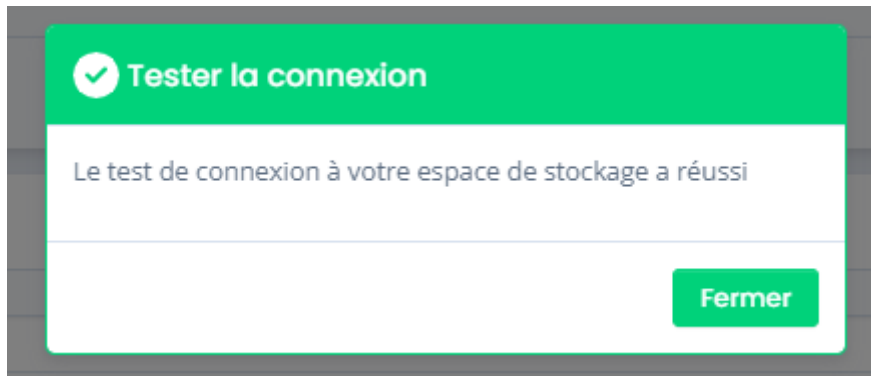 Tester la connexion
Le test de connexion à votre espace de stockage a réussi
Fermer